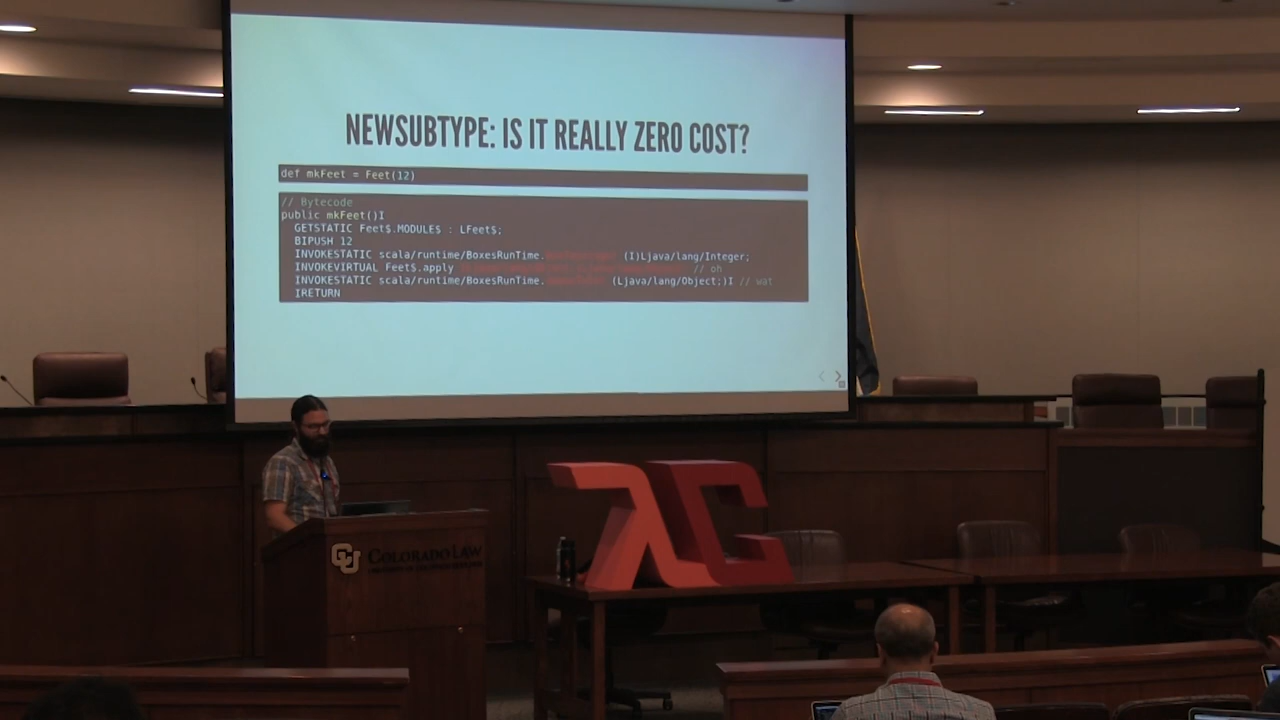 NEWSUBTYPE: IS IT REALLY ZERO COST?
def mkFeet = Feet(12)
// Bytecode
public mkFeet()I
GETSTATIC Feet$.MODULE$ : LFeet$;
BIPUSH 12
INVOKESTATIC scala/runtime/BoxesRunTime. (I)Ljava/lang/Integer;
INVOKEVIRTUAL Feet$.apply // oh
INVOKESTATIC scala/runtime/BoxesRunTime. (Ljava/lang/Object;)I // wat
IRETURN
CU COLORADO LAW
λC